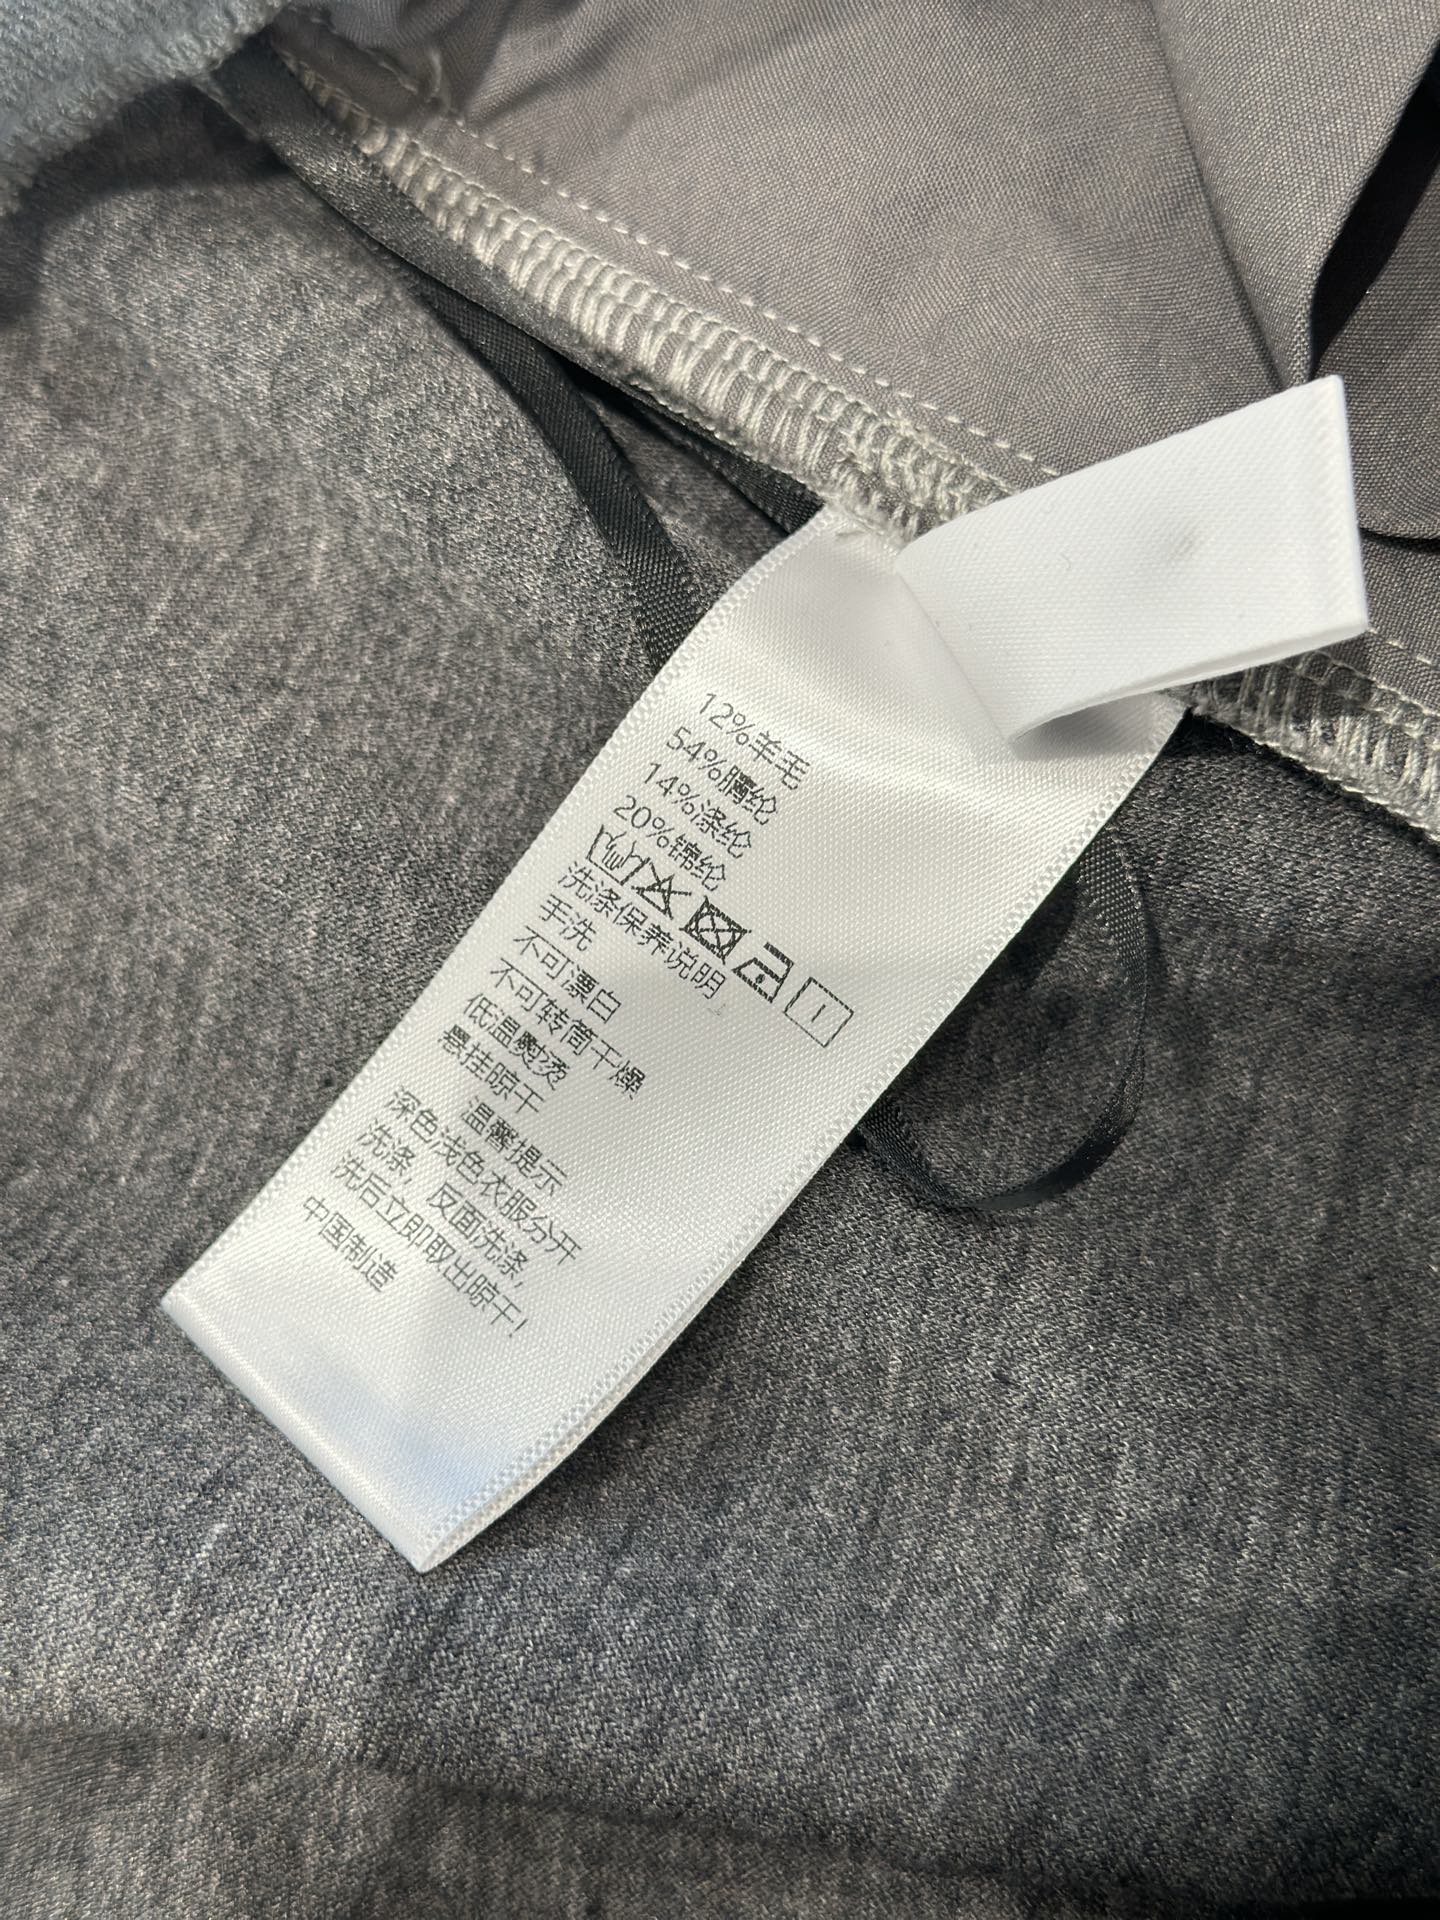 12%羊毛
54%腈纶
14%涤纶
20%锦纶
洗涤保养说明
手洗
不可漂白
不可转筒干燥
低温熨烫
悬挂晾干
温馨提示
深色浅色衣服分开
洗涤，反面洗涤，
洗后立即取出晾干!
中国制造